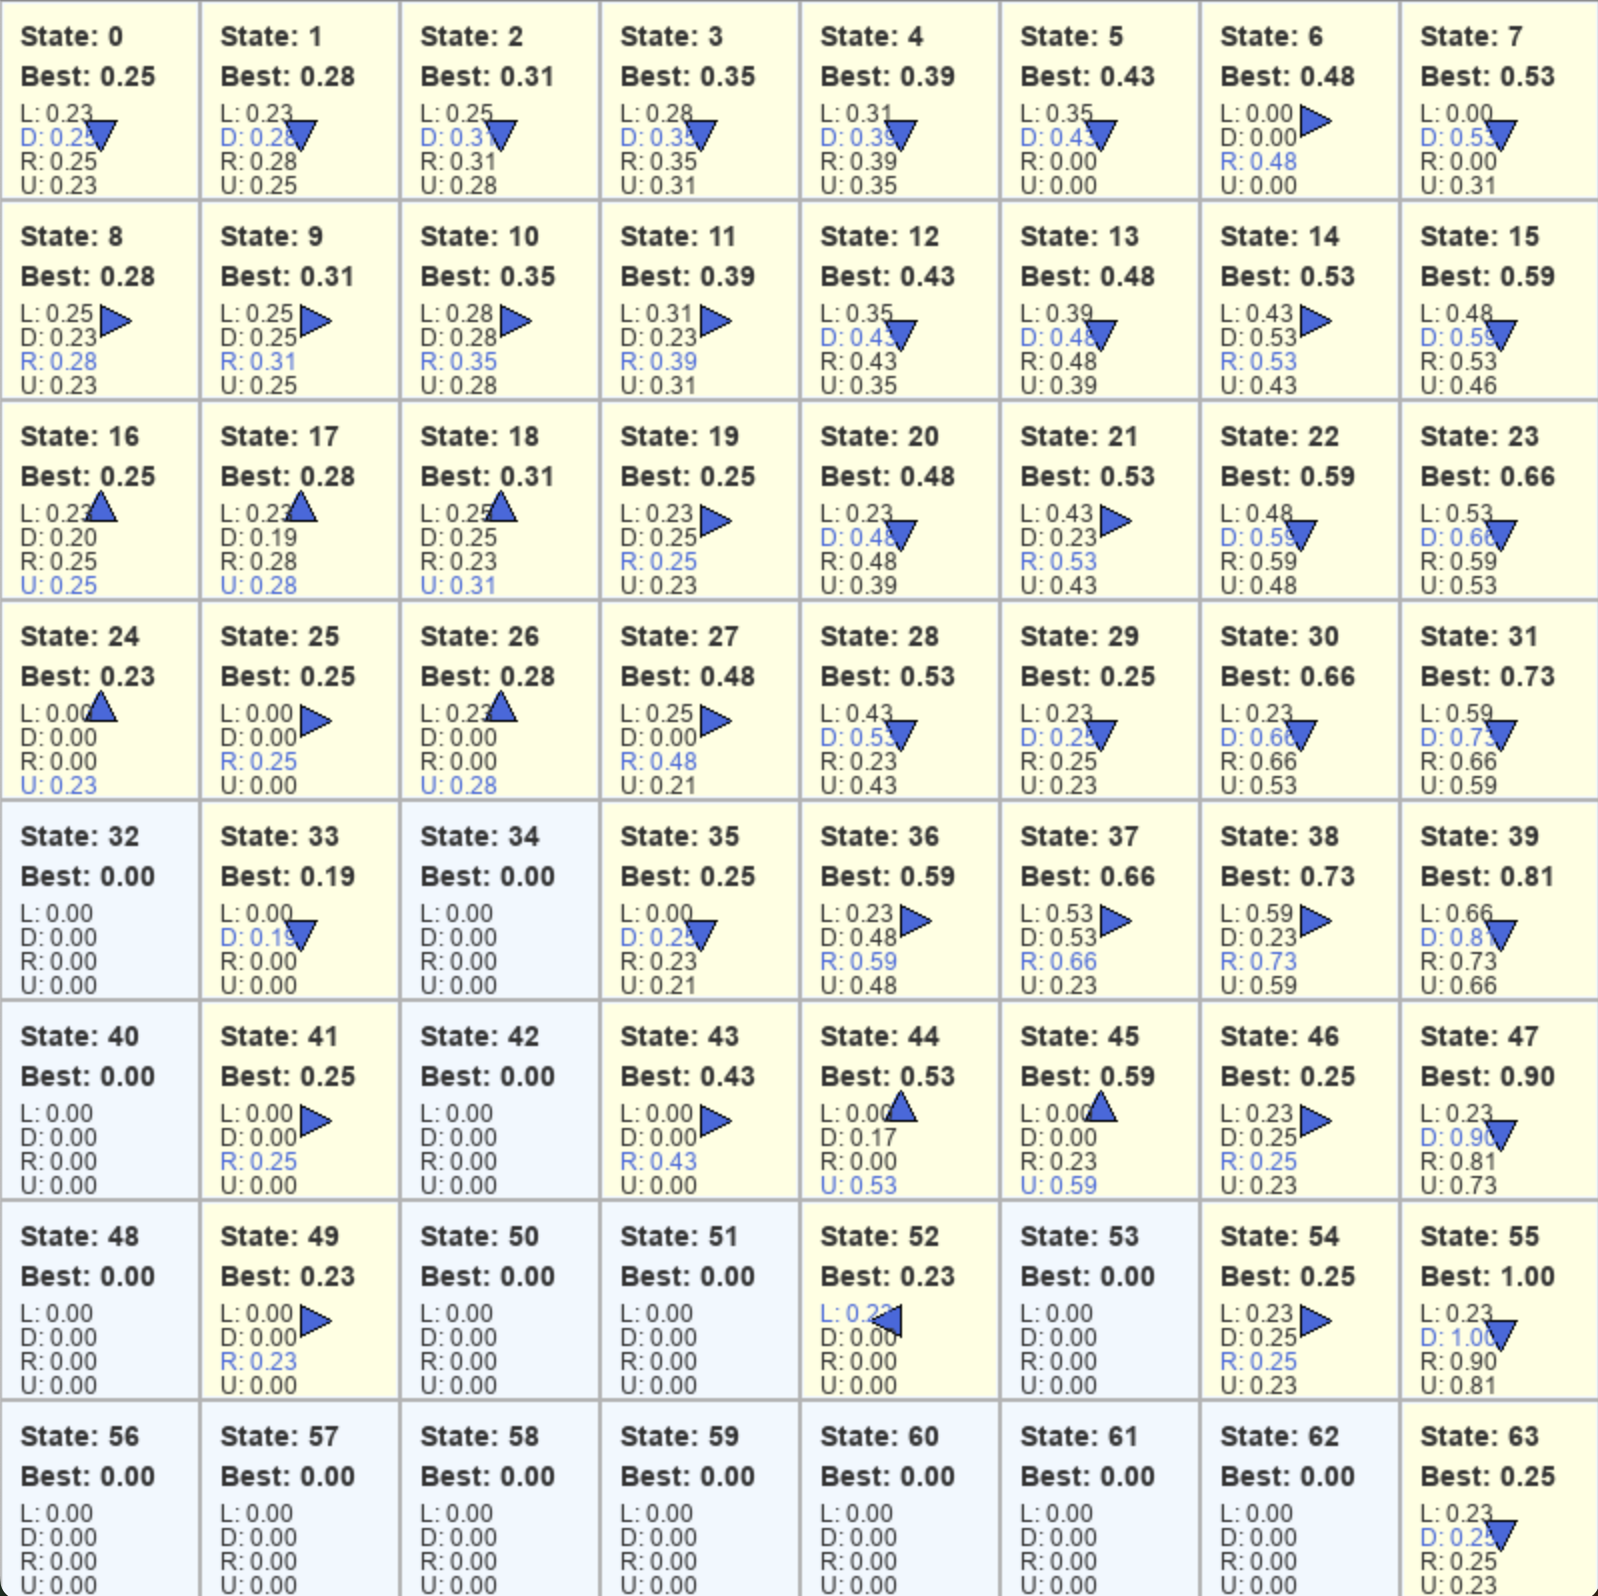 State: 0
Best: 0.25
L: 0.23
D: 0.25
R: 0.25
U: 0.23
State: 1
Best: 0.28
L: 0.23
D: 0.28
R: 0.28
U: 0.25
State: 2
Best: 0.31
L: 0.25
D: 0.31
R: 0.31
U: 0.28
State: 3
Best: 0.35
L: 0.28
D: 0.35
R: 0.35
U: 0.31
State: 4
Best: 0.39
L: 0.31
D: 0.39
R: 0.39
U: 0.35
State: 5
Best: 0.43
L: 0.35
D: 0.43
R: 0.00
U: 0.00
State: 6
Best: 0.48
L: 0.00
D: 0.00
R: 0.48
U: 0.00
State: 7
Best: 0.53
L: 0.00
D: 0.53
R: 0.00
U: 0.31
State: 8
Best: 0.28
L: 0.25
D: 0.23
R: 0.28
U: 0.23
State: 9
Best: 0.31
L: 0.25
D: 0.25
R: 0.31
U: 0.25
State: 10
Best: 0.35
L: 0.28
D: 0.28
R: 0.35
U: 0.28
State: 11
Best: 0.39
L: 0.31
D: 0.23
R: 0.39
U: 0.31
State: 12
Best: 0.43
L: 0.35
D: 0.43
R: 0.43
U: 0.35
State: 13
Best: 0.48
L: 0.39
D: 0.48
R: 0.48
U: 0.39
State: 14
Best: 0.53
L: 0.43
D: 0.53
R: 0.53
U: 0.43
State: 15
Best: 0.59
L: 0.48
D: 0.59
R: 0.53
U: 0.46
State: 16
Best: 0.25
L: 0.23
D: 0.20
R: 0.25
U: 0.25
State: 17
Best: 0.28
L: 0.23
D: 0.19
R: 0.28
U: 0.28
State: 18
Best: 0.31
L: 0.25
D: 0.25
R: 0.23
U: 0.31
State: 19
Best: 0.25
L: 0.23
D: 0.25
R: 0.25
U: 0.23
State: 20
Best: 0.48
L: 0.23
D: 0.48
R: 0.48
U: 0.39
State: 21
Best: 0.53
L: 0.43
D: 0.23
R: 0.53
U: 0.43
State: 22
Best: 0.59
L: 0.48
D: 0.59
R: 0.59
U: 0.48
State: 23
Best: 0.66
L: 0.53
D: 0.66
R: 0.59
U: 0.53
State: 24
Best: 0.23
L: 0.00
D: 0.00
R: 0.00
U: 0.23
State: 25
Best: 0.25
L: 0.00
D: 0.00
R: 0.25
U: 0.00
State: 26
Best: 0.28
L: 0.23
D: 0.00
R: 0.00
U: 0.28
State: 27
Best: 0.48
L: 0.25
D: 0.00
R: 0.48
U: 0.21
State: 28
Best: 0.53
L: 0.43
D: 0.53
R: 0.23
U: 0.43
State: 29
Best: 0.25
L: 0.23
D: 0.25
R: 0.25
U: 0.23
State: 30
Best: 0.66
L: 0.23
D: 0.66
R: 0.66
U: 0.53
State: 31
Best: 0.73
L: 0.59
D: 0.73
R: 0.66
U: 0.59
State: 32
Best: 0.00
L: 0.00
D: 0.00
R: 0.00
U: 0.00
State: 33
Best: 0.19
L: 0.00
D: 0.19
R: 0.00
U: 0.00
State: 34
Best: 0.00
L: 0.00
D: 0.00
R: 0.00
U: 0.00
State: 35
Best: 0.25
L: 0.00
D: 0.25
R: 0.23
U: 0.21
State: 36
Best: 0.59
L: 0.23
D: 0.48
R: 0.59
U: 0.48
State: 37
Best: 0.66
L: 0.53
D: 0.53
R: 0.66
U: 0.23
State: 38
Best: 0.73
L: 0.59
D: 0.23
R: 0.73
U: 0.59
State: 39
Best: 0.81
L: 0.66
D: 0.81
R: 0.73
U: 0.66
State: 40
Best: 0.00
L: 0.00
D: 0.00
R: 0.00
U: 0.00
State: 41
Best: 0.25
L: 0.00
D: 0.00
R: 0.25
U: 0.00
State: 42
Best: 0.00
L: 0.00
D: 0.00
R: 0.00
U: 0.00
State: 43
Best: 0.43
L: 0.00
D: 0.00
R: 0.43
U: 0.00
State: 44
Best: 0.53
L: 0.00
D: 0.17
R: 0.00
U: 0.53
State: 45
Best: 0.59
L: 0.00
D: 0.00
R: 0.23
U: 0.59
State: 46
Best: 0.25
L: 0.23
D: 0.25
R: 0.25
U: 0.23
State: 47
Best: 0.90
L: 0.23
D: 0.90
R: 0.81
U: 0.73
State: 48
Best: 0.00
L: 0.00
D: 0.00
R: 0.00
U: 0.00
State: 49
Best: 0.23
L: 0.00
D: 0.00
R: 0.23
U: 0.00
State: 50
Best: 0.00
L: 0.00
D: 0.00
R: 0.00
U: 0.00
State: 51
Best: 0.00
L: 0.00
D: 0.00
R: 0.00
U: 0.00
State: 52
Best: 0.23
L: 0.23
D: 0.00
R: 0.00
U: 0.00
State: 53
Best: 0.00
L: 0.00
D: 0.00
R: 0.00
U: 0.00
State: 54
Best: 0.25
L: 0.23
D: 0.25
R: 0.25
U: 0.23
State: 55
Best: 1.00
L: 0.23
D: 1.00
R: 0.90
U: 0.81
State: 56
Best: 0.00
L: 0.00
D: 0.00
R: 0.00
U: 0.00
State: 57
Best: 0.00
L: 0.00
D: 0.00
R: 0.00
U: 0.00
State: 58
Best: 0.00
L: 0.00
D: 0.00
R: 0.00
U: 0.00
State: 59
Best: 0.00
L: 0.00
D: 0.00
R: 0.00
U: 0.00
State: 60
Best: 0.00
L: 0.00
D: 0.00
R: 0.00
U: 0.00
State: 61
Best: 0.00
L: 0.00
D: 0.00
R: 0.00
U: 0.00
State: 62
Best: 0.00
L: 0.00
D: 0.00
R: 0.00
U: 0.00
State: 63
Best: 0.25
L: 0.23
D: 0.25
R: 0.25
U: 0.23